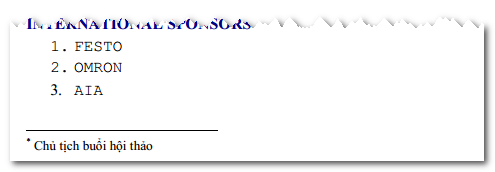 INTERNATIONAL SPONSORS
1. FESTO
2. OMRON
3. AIA
* Chủ tịch buổi hội thảo